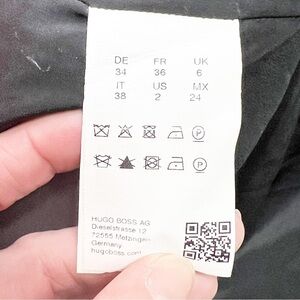 DE FR UK
34 36 6
IT US MX
38 2 24
P
P
HUGO BOSS AG
Dieselstrasse 12
72555 Metzingen
Germany
hugoboss.com